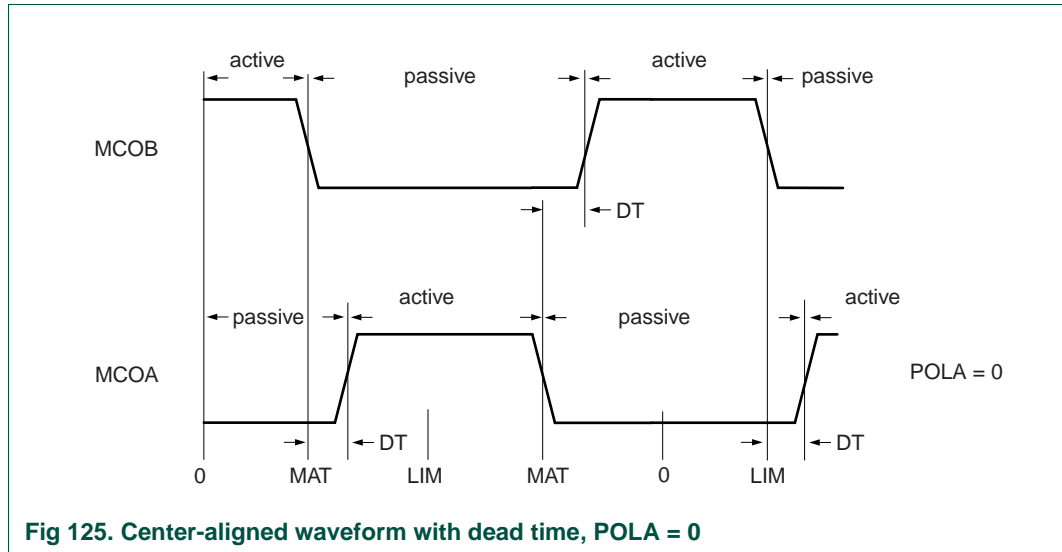 active
passive
active
passive
MCOB
DT
active
active
passive
passive
MCOA
POLA = 0
DT
DT
0
MAT
LIM
MAT
0
LIM
Fig 125. Center-aligned waveform with dead time, POLA = 0